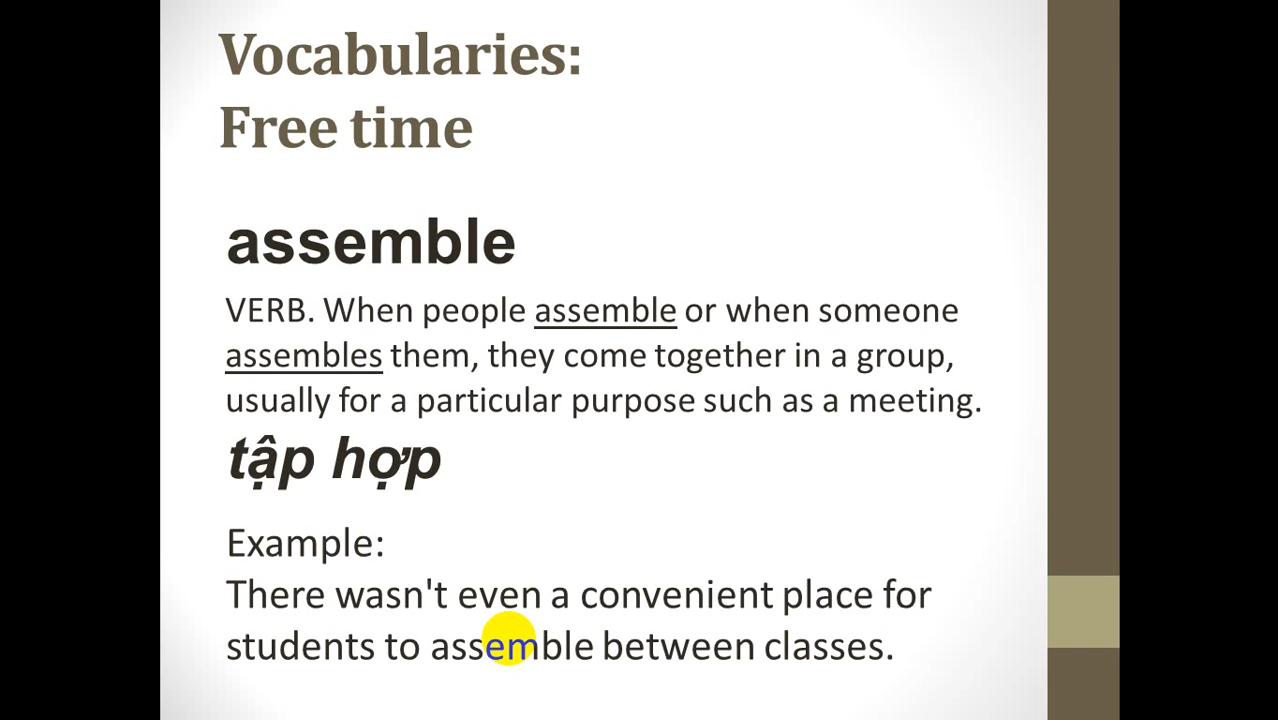 Vocabularies:
Free time
assemble
VERB. When people assemble or when someone
assembles them, they come together in a group,
usually for a particular purpose such as a meeting.
tập hợp
Example:
There wasn't even a convenient place for
students to assemble between classes.